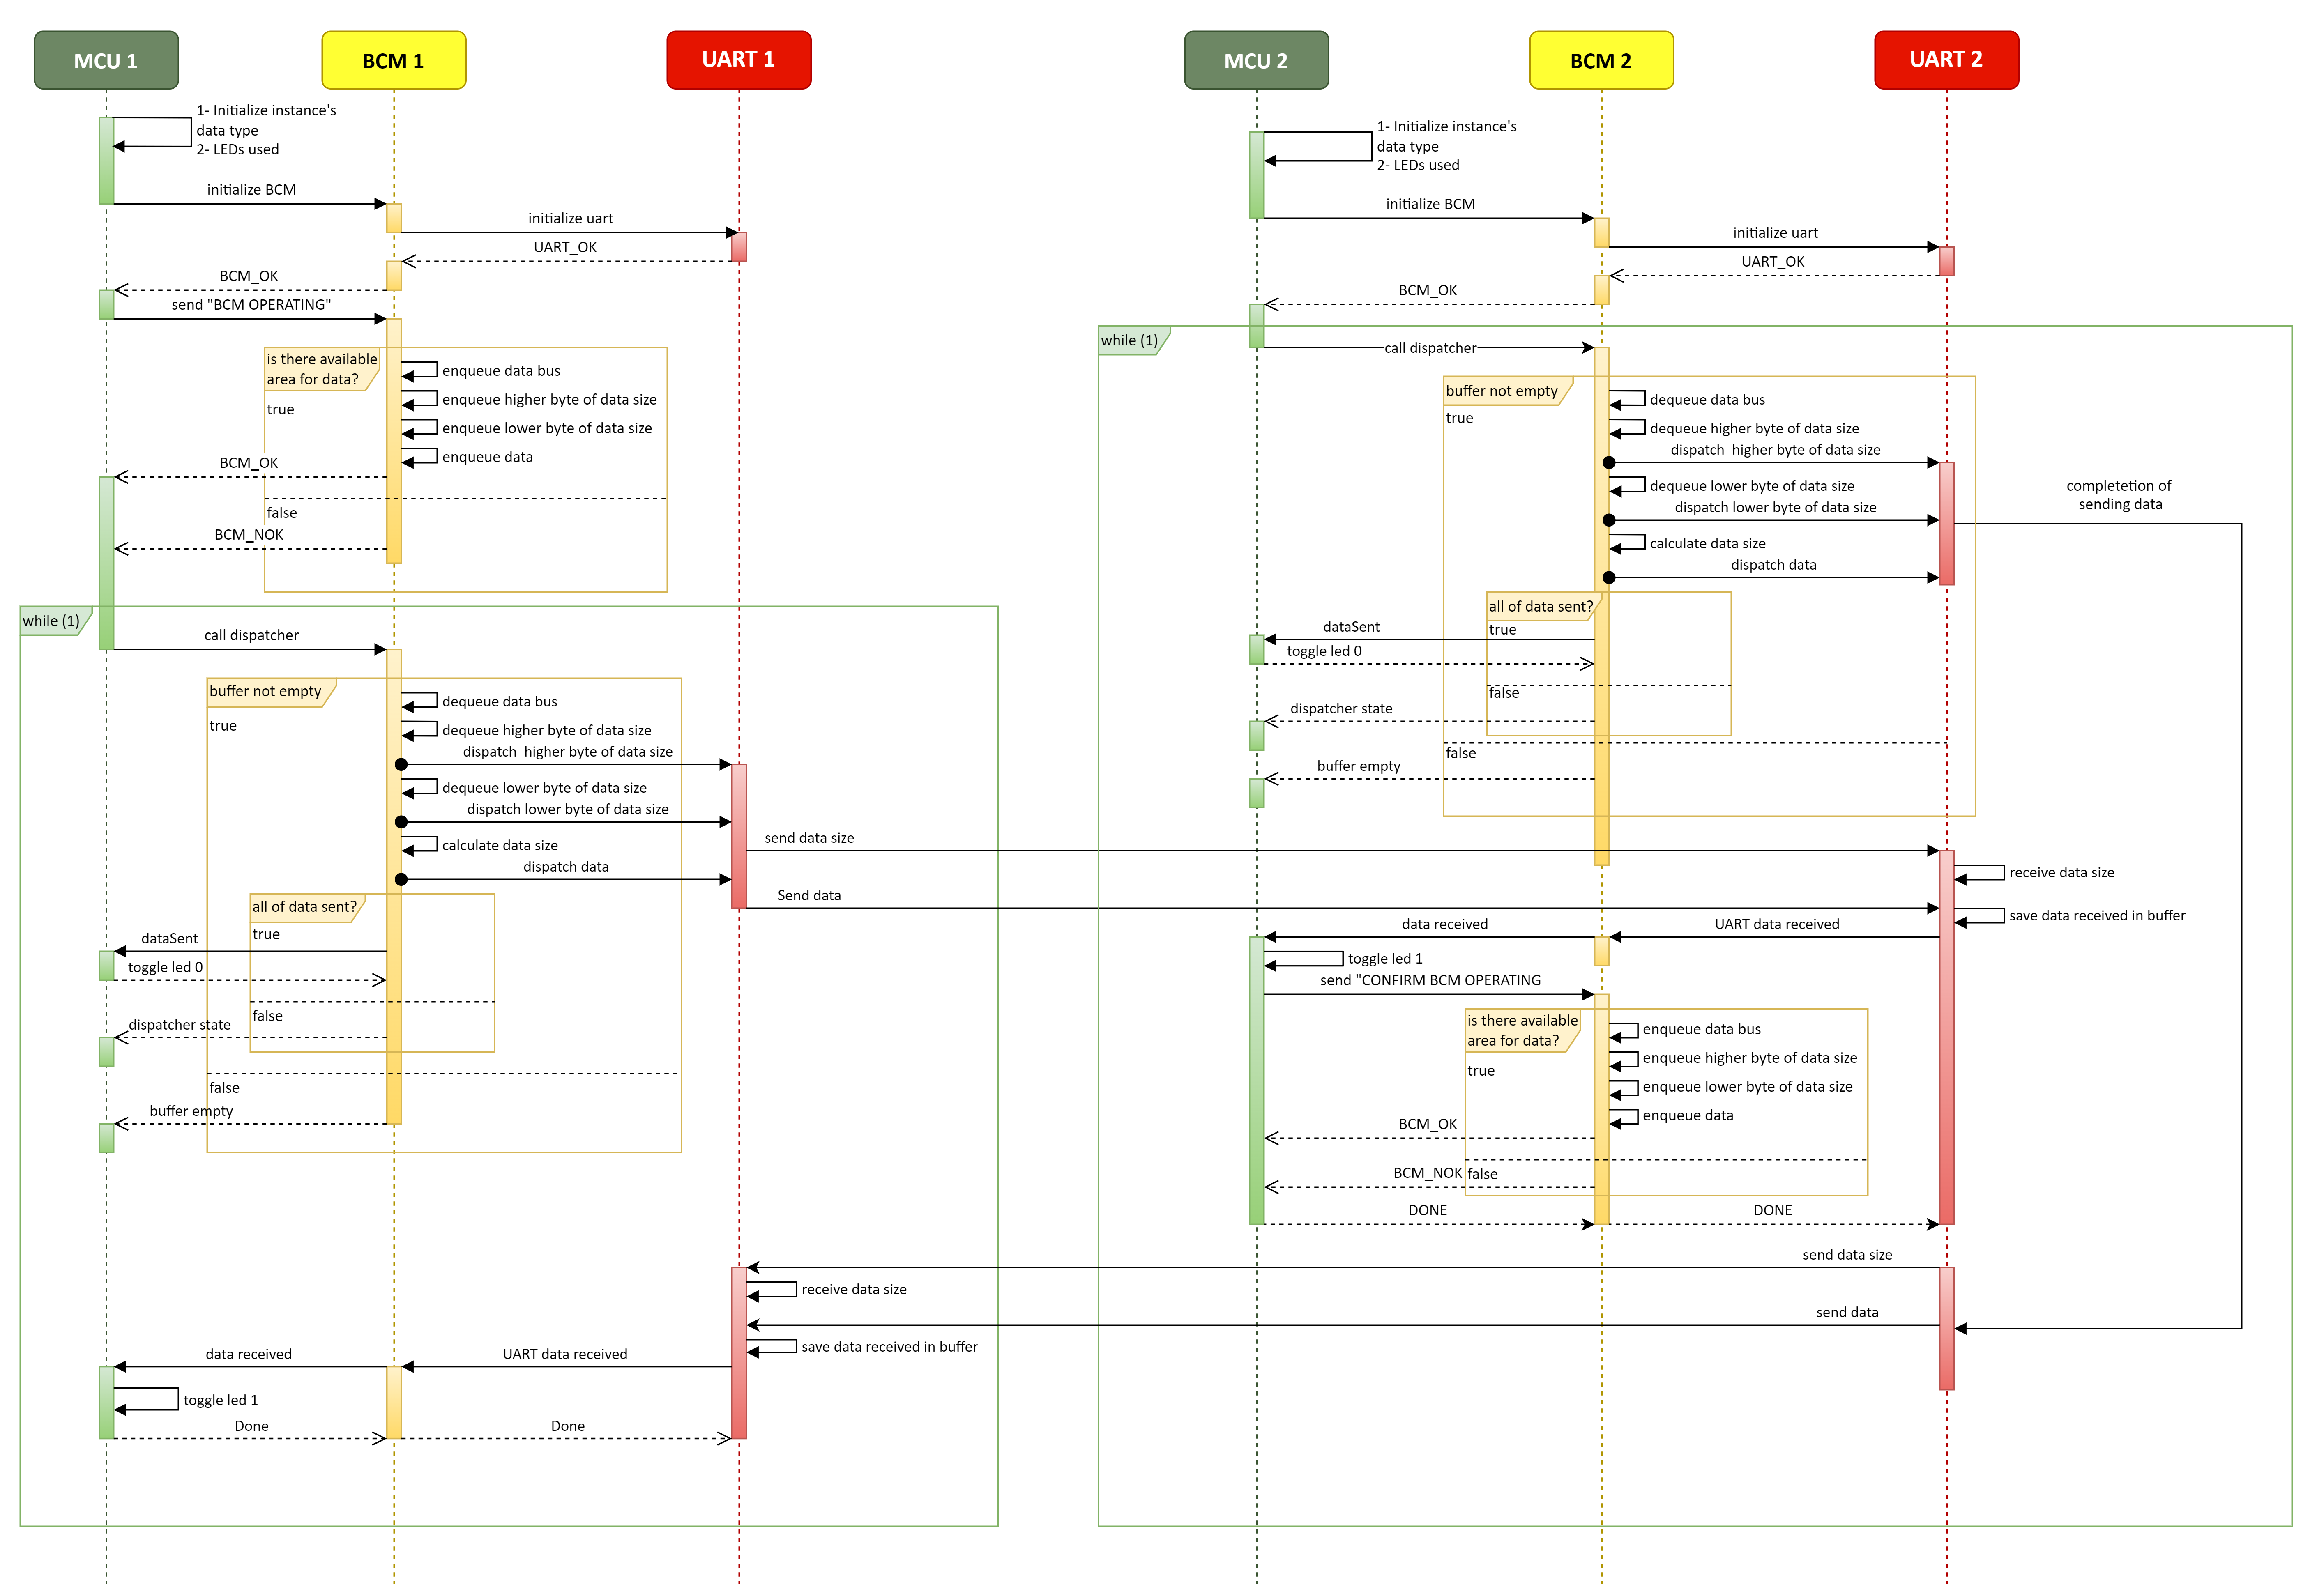 MCU 1
BCM 1
UART 1
MCU 2
BCM 2
UART 2
1- Initialize instance's
data type
2- LEDs used
initialize BCM
initialize uart
UART_OK
BCM_OK
send "BCM OPERATING"
is there available
area for data?
true
enqueue data bus
enqueue higher byte of data size
enqueue lower byte of data size
enqueue data
BCM_OK
false
BCM_NOK
while (1)
call dispatcher
buffer not empty
true
dequeue data bus
dequeue higher byte of data size
dispatch  higher byte of data size
dequeue lower byte of data size
dispatch lower byte of data size
calculate data size
dispatch data
send data size
Send data
all of data sent?
true
dataSent
toggle led 0
false
dispatcher state
false
buffer empty
receive data size
save data received in buffer
UART data received
data received
toggle led 1
Done
Done
1- Initialize instance's
data type
2- LEDs used
initialize BCM
initialize uart
UART_OK
BCM_OK
while (1)
call dispatcher
buffer not empty
true
dequeue data bus
dequeue higher byte of data size
dispatch  higher byte of data size
dequeue lower byte of data size
dispatch lower byte of data size
calculate data size
dispatch data
completetion of
sending data
all of data sent?
true
dataSent
toggle led 0
false
dispatcher state
false
buffer empty
receive data size
save data received in buffer
UART data received
data received
toggle led 1
send "CONFIRM BCM OPERATING
is there available
area for data?
true
enqueue data bus
enqueue higher byte of data size
enqueue lower byte of data size
enqueue data
BCM_OK
BCM_NOK
false
DONE
DONE
send data size
send data